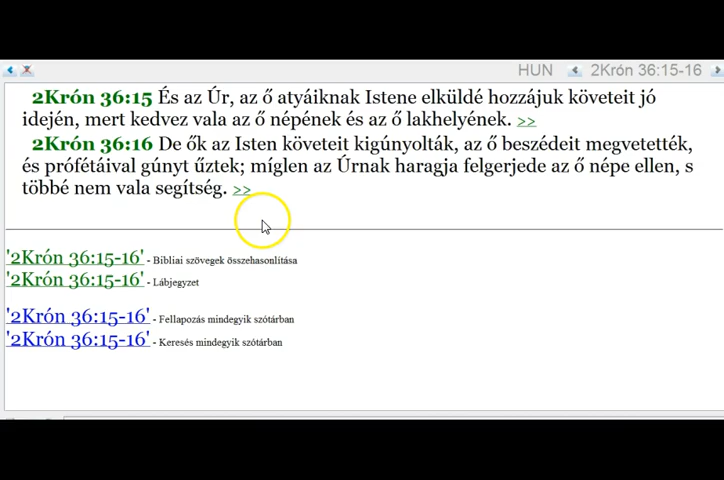 HUN 2Krón 36:15-16
2Krón 36:15 És az Úr, az ő atyáiknak Istene elküldé hozzájuk követeit jó
idején, mert kedvez vala az ő népének és az ő lakhelyének. >>
2Krón 36:16 De ők az Isten követeit kigúnyolták, az ő beszédeit megvetették,
és prófétáival gúnyt űztek; míglen az Úrnak haragja felgerjede az ő népe ellen, s
többé nem vala segítség. >>
'2Krón 36:15-16' - Bibliai szövegek összehasonlítása
'2Krón 36:15-16' - Lábjegyzet
'2Krón 36:15-16' - Fellapozás mindegyik szótárban
'2Krón 36:15-16' - Keresés mindegyik szótárban